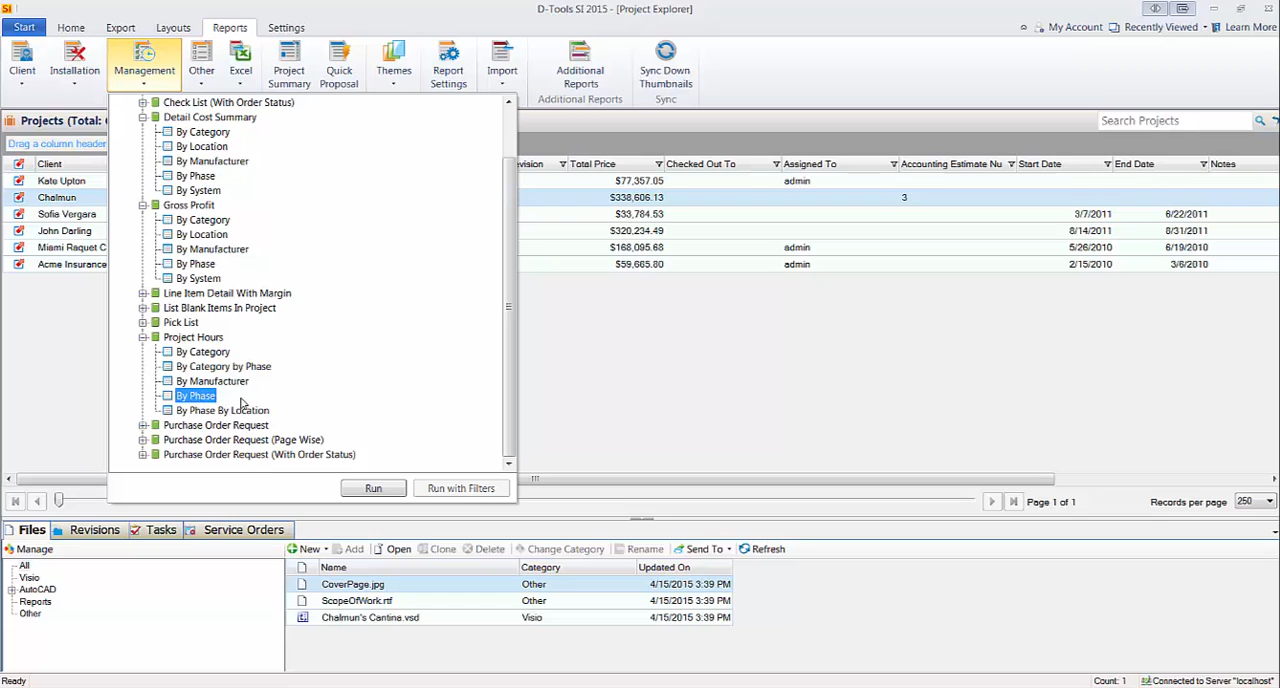 SI D-Tools SI 2015 - [Project Explorer]
Start Home Export Layouts Reports Settings My Account Recently Viewed Learn More
Client Installation Management Other Excel Project Summary Quick Proposal Themes Report Settings Import Additional Reports Sync Down Thumbnails
Additional Reports Sync
Projects (Total: Search Projects
Drag a column header
Client Total Price Checked Out To Assigned To Accounting Estimate Nu Start Date End Date Notes
Kate Upton $77,357.05 admin
Chalmun $338,606.13 3
Sofia Vergara $33,784.53 3/7/2011 6/22/2011
John Darling $320,234.49 8/14/2011 8/31/2011
Miami Raquet C $168,095.68 admin 5/26/2010 6/19/2010
Acme Insurance $59,665.80 admin 2/15/2010 3/6/2010
Check List (With Order Status)
Detail Cost Summary
By Category
By Location
By Manufacturer
By Phase
By System
Gross Profit
By Category
By Location
By Manufacturer
By Phase
By System
Line Item Detail With Margin
List Blank Items In Project
Pick List
Project Hours
By Category
By Category by Phase
By Manufacturer
By Phase
By Phase By Location
Purchase Order Request
Purchase Order Request (Page Wise)
Purchase Order Request (With Order Status)
Run Run with Filters
Page 1 of 1 Records per page 250
Files Revisions Tasks Service Orders
Manage New Add Open Clone Delete Change Category Rename Send To Refresh
All
Visio
AutoCAD
Reports
Other
Name Category Updated On
CoverPage.jpg Other 4/15/2015 3:39 PM
ScopeOfWork.rtf Other 4/15/2015 3:39 PM
Chalmun's Cantina.vsd Visio 4/15/2015 3:39 PM
Ready Count: 1 Connected to Server "localhost"